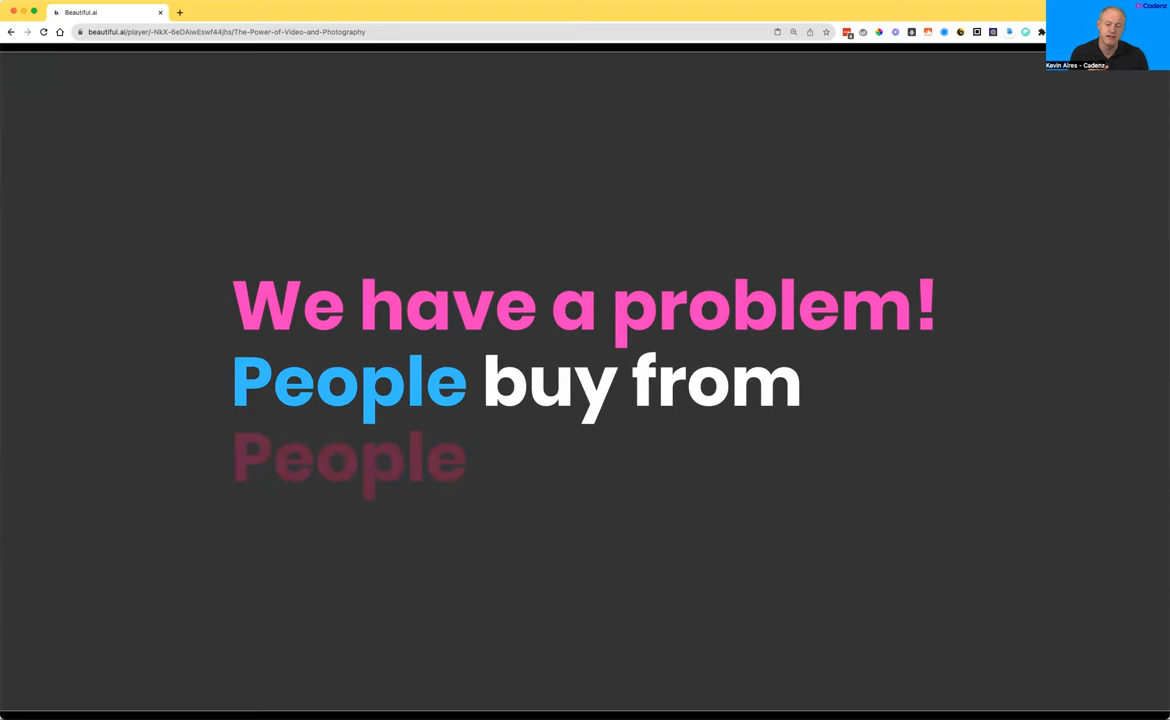 Beautiful.ai
beautiful.ai/player/-NkX-6eDAiwEswf44jhs/The-Power-of-Video-and-Photography
Cadenz
Kevin Aires - Cadenz
We have a problem!
People buy from
People